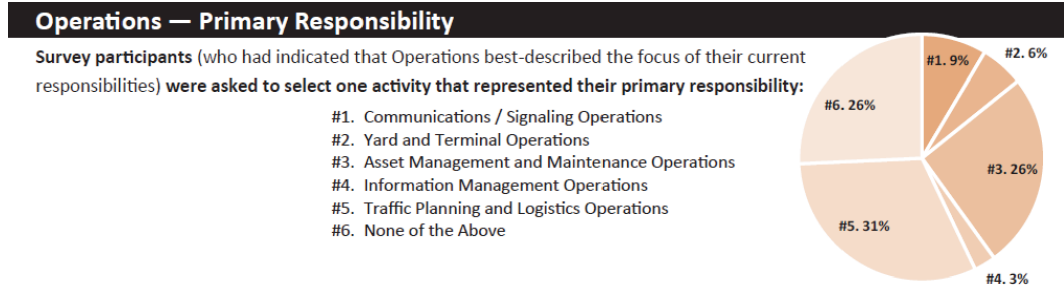 Operations — Primary Responsibility
Survey participants (who had indicated that Operations best-described the focus of their current
responsibilities) were asked to select one activity that represented their primary responsibility:
#1. Communications / Signaling Operations
#2. Yard and Terminal Operations
#3. Asset Management and Maintenance Operations
#4. Information Management Operations
#5. Traffic Planning and Logistics Operations
#6. None of the Above
#1. 9%
#2. 6%
#3. 26%
#4. 3%
#5. 31%
#6. 26%